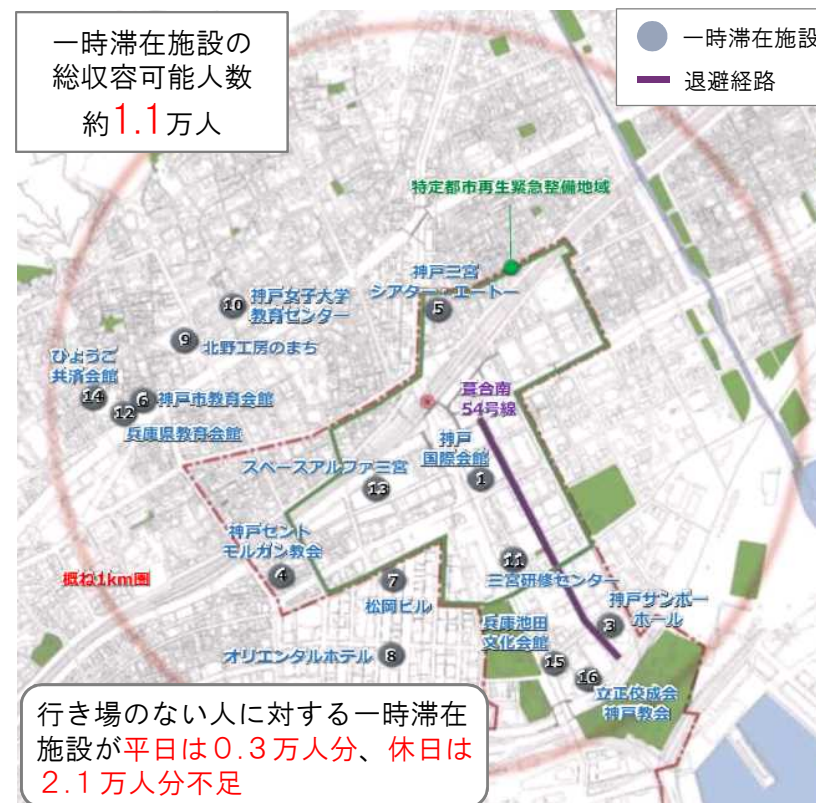 一時滞在施設の
総収容可能人数
約1.1万人
一時滞在施設
退避経路
特定都市再生緊急整備地域
神戸三宮
シアター・エートー
5
10
神戸女子大学
教育センター
9
北野工房のまち
ひょうご
共済会館
14
12
6
神戸市教育会館
兵庫県教育会館
葺合南
54号線
神戸
国際会館
1
スペースアルファ三宮
13
神戸セント
モルガン教会
4
概ね1km圏
7
松岡ビル
11
三宮研修センター
神戸サンボー
ホール
3
兵庫池田
文化会館
15
オリエンタルホテル
8
16
立正佼成会
神戸教会
行き場のない人に対する一時滞在
施設が平日は０.３万人分、休日は
２.１万人分不足